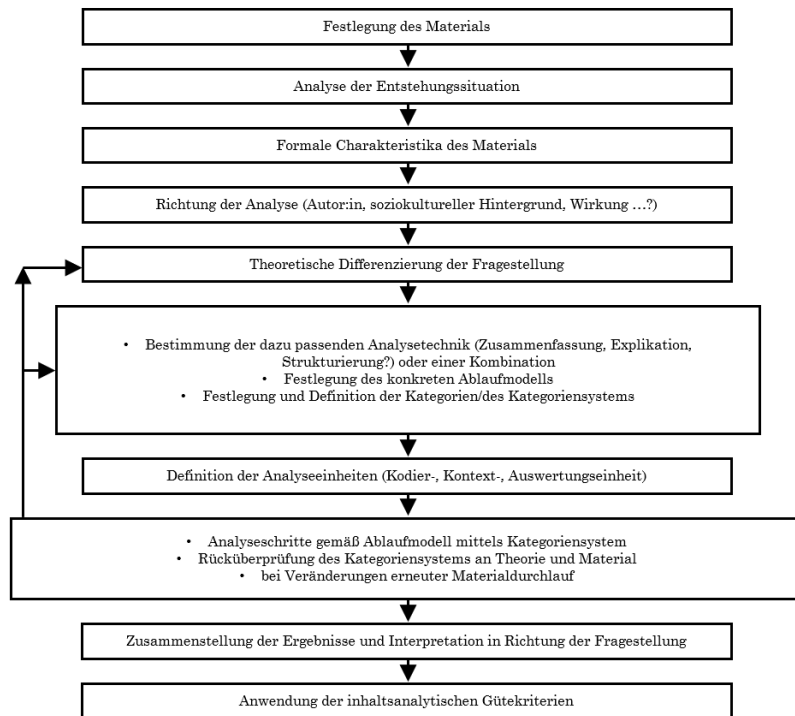 Festlegung des Materials
Analyse der Entstehungssituation
Formale Charakteristika des Materials
Richtung der Analyse (Autor:in, soziokultureller Hintergrund, Wirkung …?)
Theoretische Differenzierung der Fragestellung
• Bestimmung der dazu passenden Analysetechnik (Zusammenfassung, Explikation,
Strukturierung?) oder einer Kombination
• Festlegung des konkreten Ablaufmodells
• Festlegung und Definition der Kategorien/des Kategoriensystems
Definition der Analyseeinheiten (Kodier-, Kontext-, Auswertungseinheit)
• Analyseschritte gemäß Ablaufmodell mittels Kategoriensystem
• Rücküberprüfung des Kategoriensystems an Theorie und Material
• bei Veränderungen erneuter Materialdurchlauf
Zusammenstellung der Ergebnisse und Interpretation in Richtung der Fragestellung
Anwendung der inhaltsanalytischen Gütekriterien